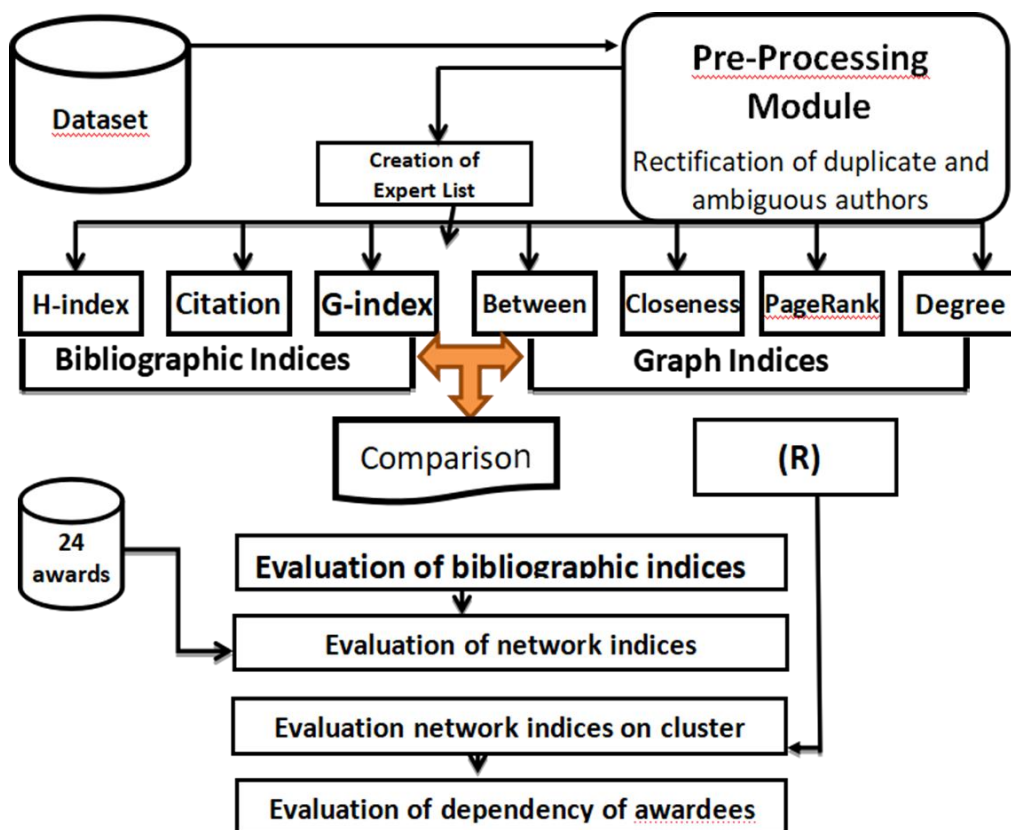 Dataset
Pre-Processing
Module
Rectification of duplicate and
ambiguous authors
Creation of
Expert List
H-index
Citation
G-index
Between
Closeness
PageRank
Degree
Bibliographic Indices
Graph Indices
Comparison
(R)
24
awards
Evaluation of bibliographic indices
Evaluation of network indices
Evaluation network indices on cluster
Evaluation of dependency of awardees